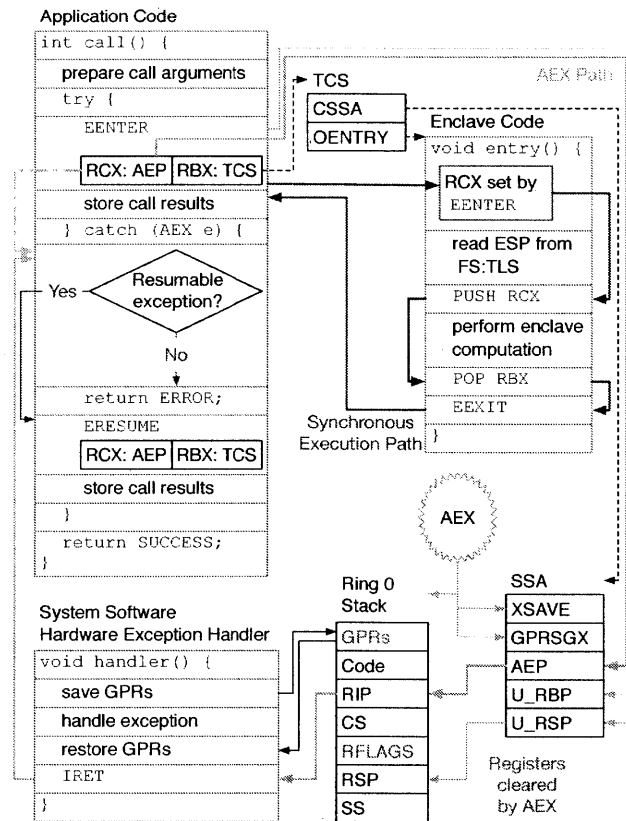 Application Code
int call() {
prepare call arguments
try {
EENTER
RCX: AEP RBX: TCS
store call results
} catch (AEX e) {
Resumable
exception?
Yes
No
return ERROR;
ERESUME
RCX: AEP RBX: TCS
store call results
}
return SUCCESS;
}
AEX Path
TCS
CSSA
OENTRY
Enclave Code
void entry() {
RCX set by
EENTER
read ESP from
FS:TLS
PUSH RCX
perform enclave
computation
POP RBX
EEXIT
}
Synchronous
Execution Path
AEX
System Software
Hardware Exception Handler
void handler() {
save GPRs
handle exception
restore GPRs
IRET
}
Ring 0
Stack
GPRs
Code
RIP
CS
RFLAGS
RSP
SS
SSA
XSAVE
GPRSGX
AEP
U_RBP
U_RSP
Registers
cleared
by AEX